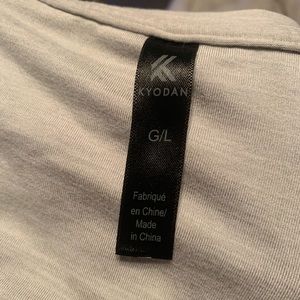 KYODAN
G/L
Fabriqué
en Chine/
Made
in China